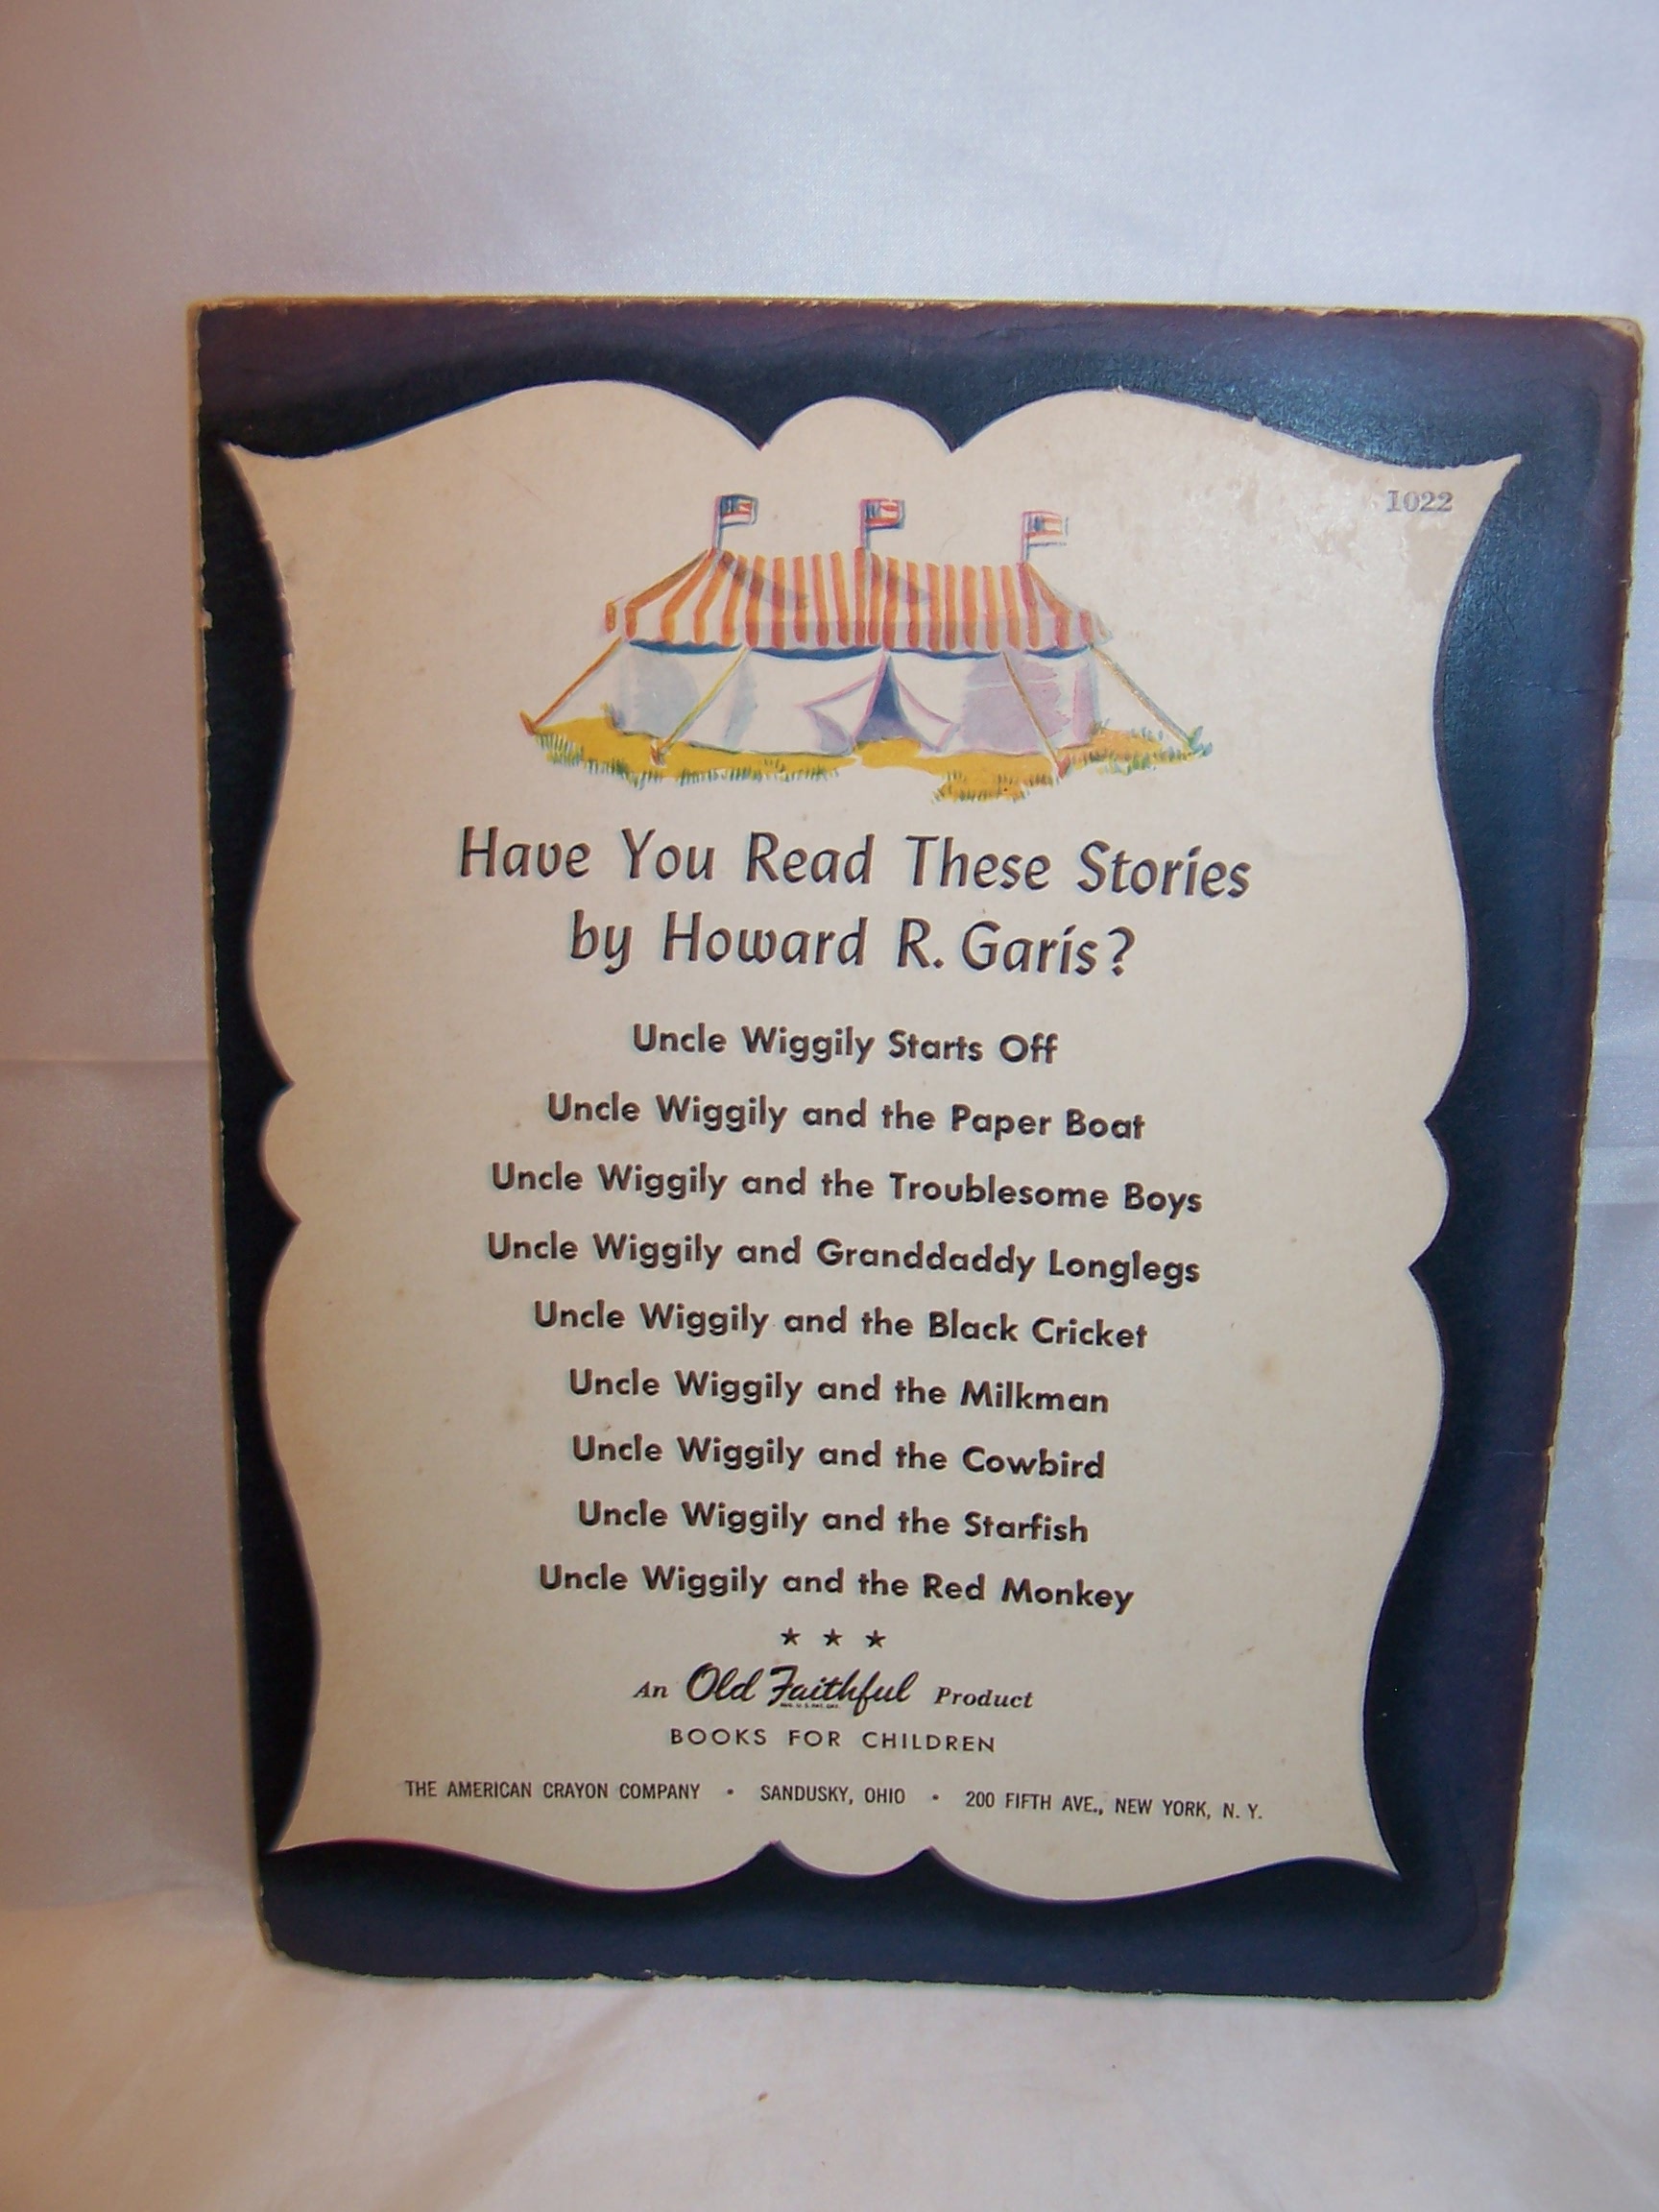 1022
Have You Read These Stories
by Howard R. Garis?
Uncle Wiggily Starts Off
Uncle Wiggily and the Paper Boat
Uncle Wiggily and the Troublesome Boys
Uncle Wiggily and Granddaddy Longlegs
Uncle Wiggily and the Black Cricket
Uncle Wiggily and the Milkman
Uncle Wiggily and the Cowbird
Uncle Wiggily and the Starfish
Uncle Wiggily and the Red Monkey
★ ★ ★
An Old Faithful Product
REG. U.S. PAT. OFF.
BOOKS FOR CHILDREN
THE AMERICAN CRAYON COMPANY • SANDUSKY, OHIO • 200 FIFTH AVE., NEW YORK, N. Y.